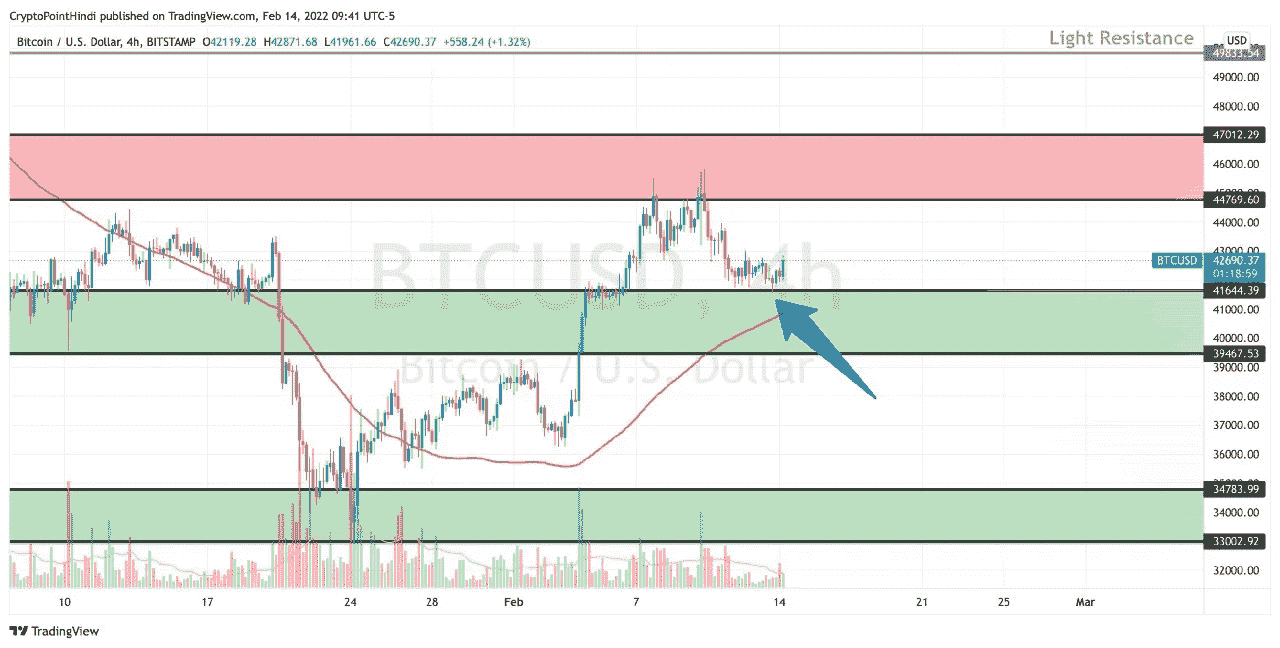 CryptoPointHindi published on TradingView.com, Feb 14, 2022 09:41 UTC-5
Bitcoin / U.S. Dollar, 4h, BITSTAMP O42119.28 H42871.68 L41961.66 C42690.37 +558.24 (+1.32%)
Light Resistance
USD
49833.54
49000.00
48000.00
47012.29
46000.00
44769.60
44000.00
43000.00
BTCUSD 42690.37
01:18:59
41644.39
41000.00
40000.00
39467.53
39000.00
38000.00
37000.00
36000.00
34783.99
34000.00
33002.92
32000.00
BTCUSD, 4h
Bitcoin / U.S. Dollar
10 17 24 28 Feb 7 14 21 25 Mar
TradingView